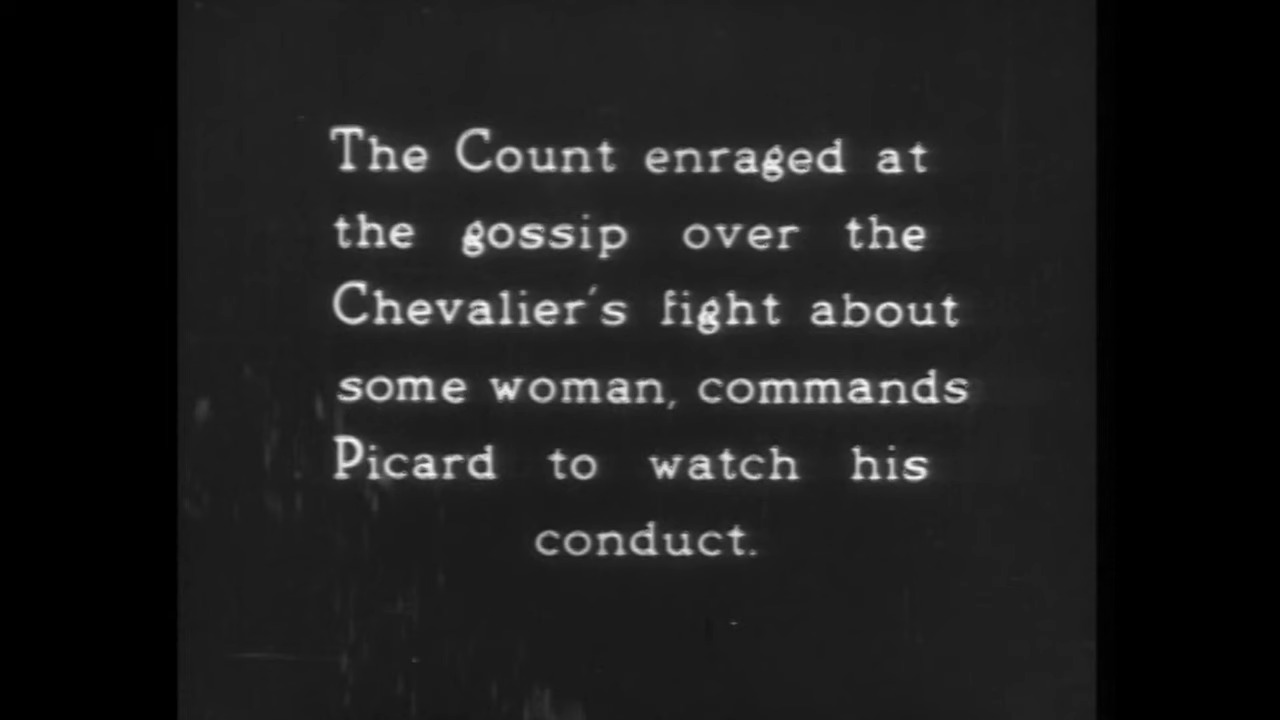 The Count enraged at
the gossip over the
Chevalier's fight about
some woman, commands
Picard to watch his
conduct.